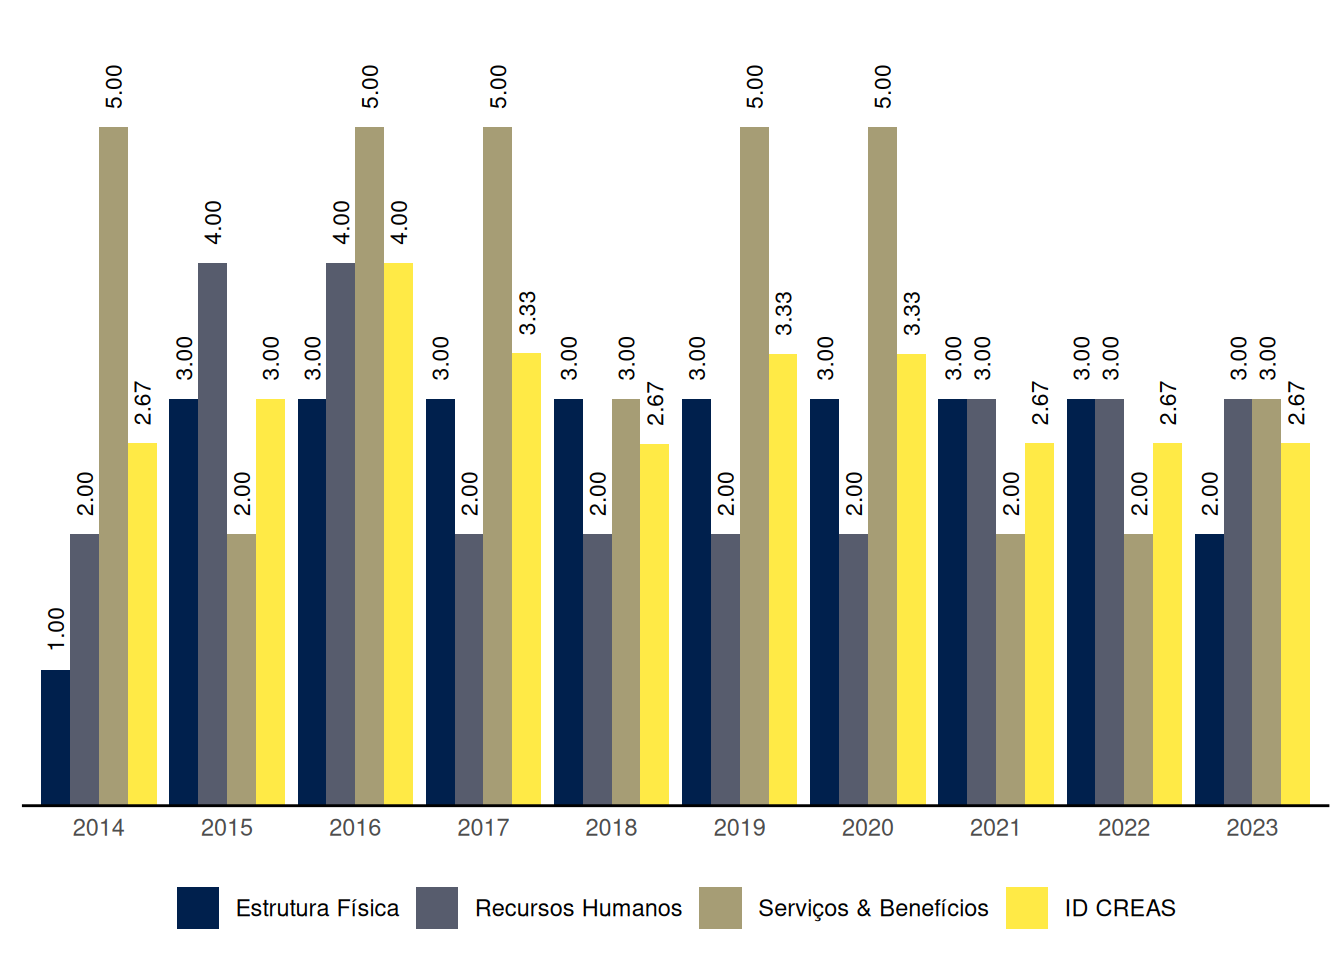 5.00 5.00 5.00 5.00 5.00
4.00 4.00 4.00
3.33 3.33 3.33
3.00 3.00 3.00 3.00 3.00 3.00 3.00 3.00 3.00 3.00 3.00 3.00 3.00 3.00
2.67 2.67 2.67 2.67 2.67
2.00 2.00 2.00 2.00 2.00 2.00 2.00 2.00 2.00
1.00
2014 2015 2016 2017 2018 2019 2020 2021 2022 2023
Estrutura Física Recursos Humanos Serviços & Benefícios ID CREAS